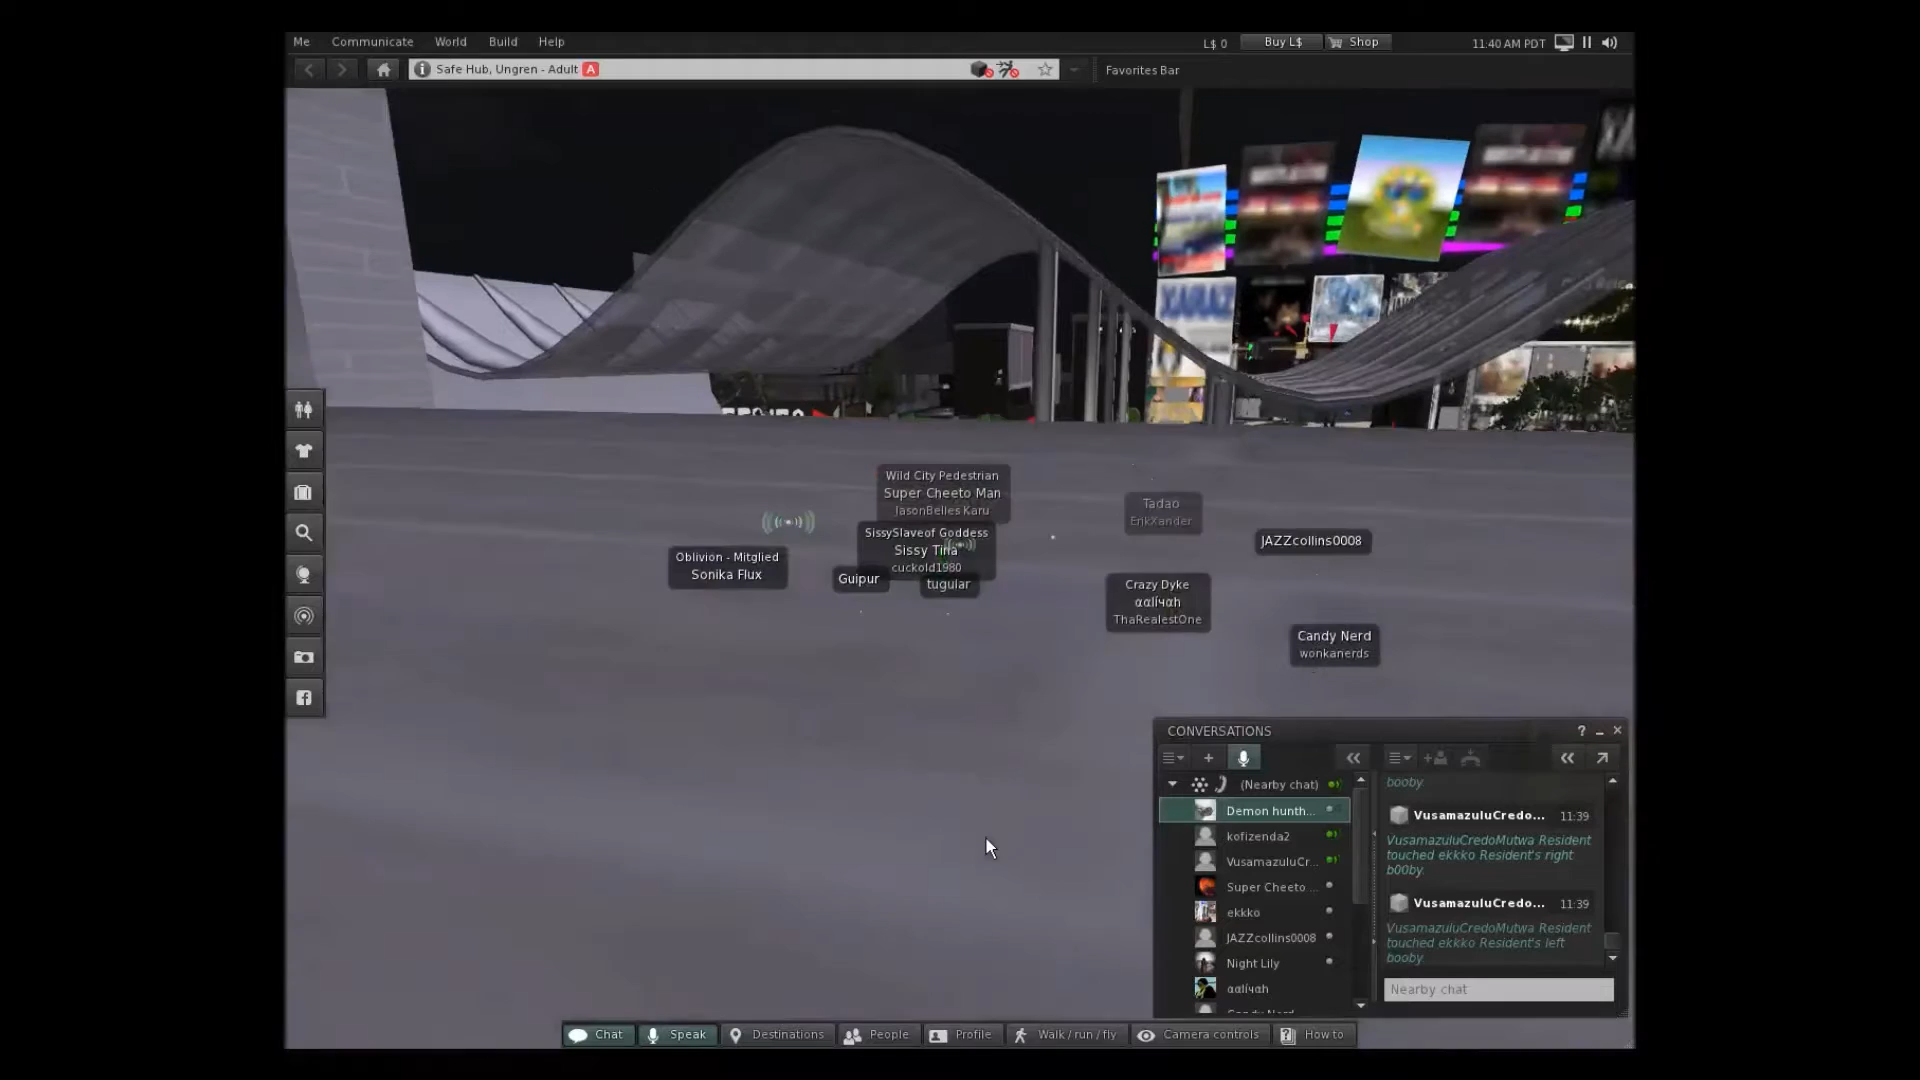 Me Communicate World Build Help
L$ 0 Buy L$ Shop 11:40 AM PDT
Safe Hub, Ungren - Adult A
Favorites Bar
Wild City Pedestrian
Super Cheeto Man
JasonBelles Karu
SissySlaveof Goddess
Sissy Tina
cuckold1980
Oblivion - Mitglied
Sonika Flux
Guipur
tugular
Tadao
ErikXander
JAZZcollins0008
Crazy Dyke
ααlíчαh
ThaRealestOne
Candy Nerd
wonkanerds
CONVERSATIONS
(Nearby chat)
Demon hunth...
kofizenda2
VusamazuluCr...
Super Cheeto ...
ekkko
JAZZcollins0008
Night Lily
ααlíчαh
booby.
VusamazuluCredo... 11:39
VusamazuluCredoMutwa Resident
touched ekkko Resident's right
b00by.
VusamazuluCredo... 11:39
VusamazuluCredoMutwa Resident
touched ekkko Resident's left
booby.
Nearby chat
Chat Speak Destinations People Profile Walk / run / fly Camera controls How to